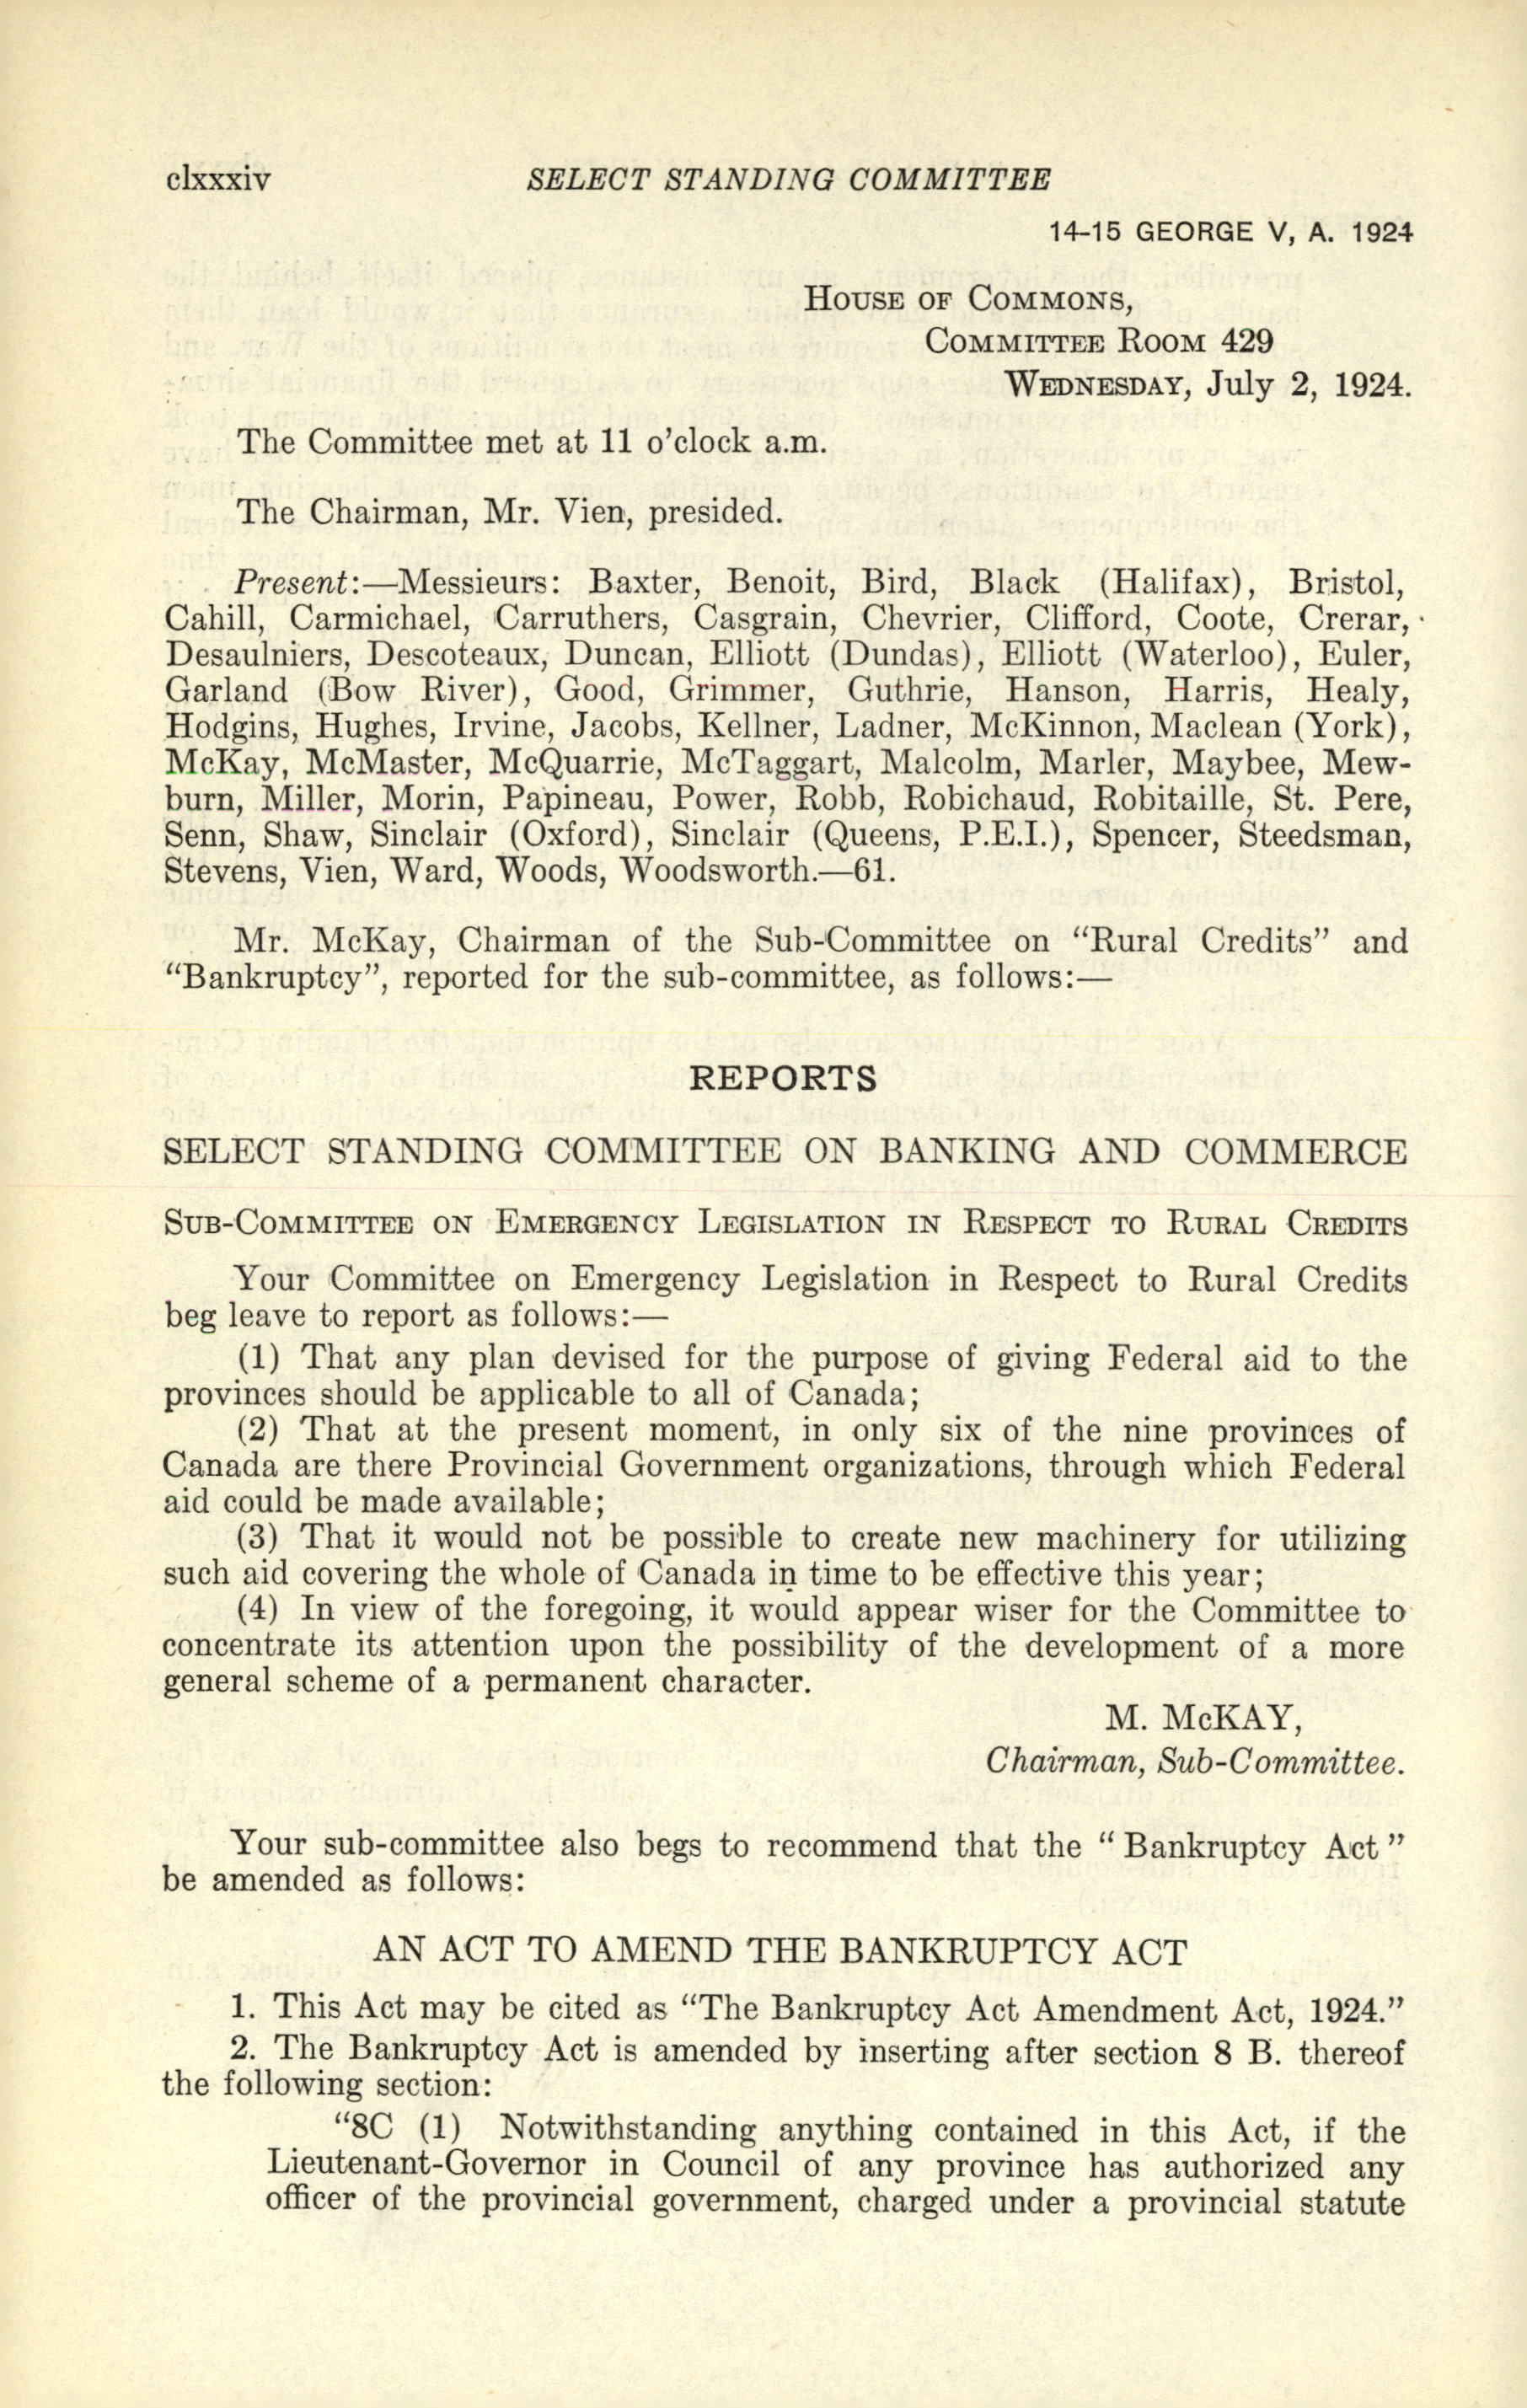 clxxxiv SELECT STANDING COMMITTEE
14-15 GEORGE V, A. 1924
HOUSE OF COMMONS,
COMMITTEE ROOM 429
WEDNESDAY, July 2, 1924.
The Committee met at 11 o'clock a.m.
The Chairman, Mr. Vien, presided.
Present:—Messieurs: Baxter, Benoit, Bird, Black (Halifax), Bristol,
Cahill, Carmichael, Carruthers, Casgrain, Chevrier, Clifford, Coote, Crerar,
Desaulniers, Descoteaux, Duncan, Elliott (Dundas), Elliott (Waterloo), Euler,
Garland (Bow River), Good, Grimmer, Guthrie, Hanson, Harris, Healy,
Hodgins, Hughes, Irvine, Jacobs, Kellner, Ladner, McKinnon, Maclean (York),
McKay, McMaster, McQuarrie, McTaggart, Malcolm, Marler, Maybee, Mew-
burn, Miller, Morin, Papineau, Power, Robb, Robichaud, Robitaille, St. Pere,
Senn, Shaw, Sinclair (Oxford), Sinclair (Queens, P.E.I.), Spencer, Steedsman,
Stevens, Vien, Ward, Woods, Woodsworth.—61.
Mr. McKay, Chairman of the Sub-Committee on "Rural Credits" and
"Bankruptcy", reported for the sub-committee, as follows:—
REPORTS
SELECT STANDING COMMITTEE ON BANKING AND COMMERCE
SUB-COMMITTEE ON EMERGENCY LEGISLATION IN RESPECT TO RURAL CREDITS
Your Committee on Emergency Legislation in Respect to Rural Credits
beg leave to report as follows:—
(1) That any plan devised for the purpose of giving Federal aid to the
provinces should be applicable to all of Canada;
(2) That at the present moment, in only six of the nine provinces of
Canada are there Provincial Government organizations, through which Federal
aid could be made available;
(3) That it would not be possible to create new machinery for utilizing
such aid covering the whole of Canada in time to be effective this year;
(4) In view of the foregoing, it would appear wiser for the Committee to
concentrate its attention upon the possibility of the development of a more
general scheme of a permanent character.
M. McKAY,
Chairman, Sub-Committee.
Your sub-committee also begs to recommend that the " Bankruptcy Act "
be amended as follows:
AN ACT TO AMEND THE BANKRUPTCY ACT
1. This Act may be cited as "The Bankruptcy Act Amendment Act, 1924."
2. The Bankruptcy Act is amended by inserting after section 8 B. thereof
the following section:
"8C (1) Notwithstanding anything contained in this Act, if the
Lieutenant-Governor in Council of any province has authorized any
officer of the provincial government, charged under a provincial statute